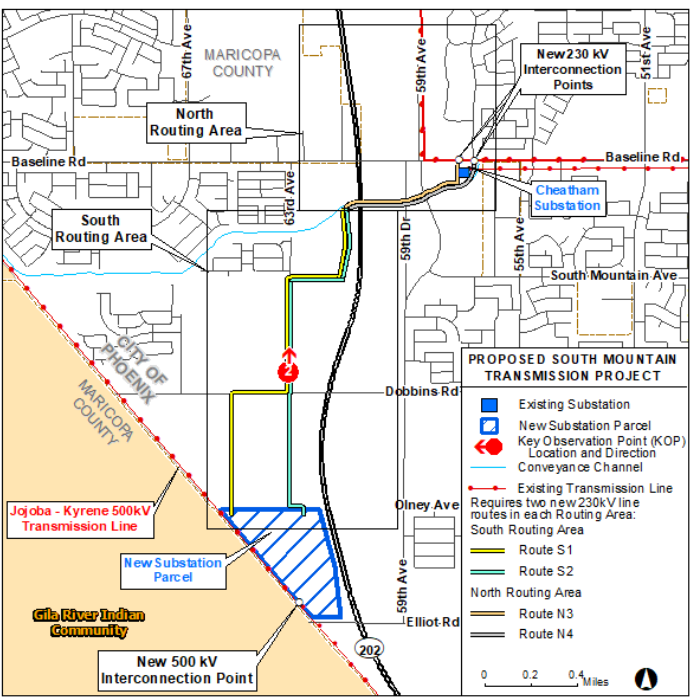 67th Ave
MARICOPA
COUNTY
59th Ave
New 230 kV
Interconnection
Points
51st Ave
North
Routing Area
Baseline Rd
Baseline Rd
63rd Ave
Cheatham
Substation
South
Routing Area
59th Dr
55th Ave
South Mountain Ave
CITY OF
PHOENIX
MARICOPA
COUNTY
2
Dobbins Rd
PROPOSED SOUTH MOUNTAIN
TRANSMISSION PROJECT
Existing Substation
New Substation Parcel
Key Observation Point (KOP)
Location and Direction
Conveyance Channel
Existing Transmission Line
Requires two new 230kV line
routes in each Routing Area:
South Routing Area
Route S1
Route S2
North Routing Area
Route N3
Route N4
0 0.2 0.4
Miles
Jojoba - Kyrene 500kV
Transmission Line
Olney Ave
New Substation
Parcel
59th Ave
Gila River Indian
Community
Elliot Rd
202
New 500 kV
Interconnection Point